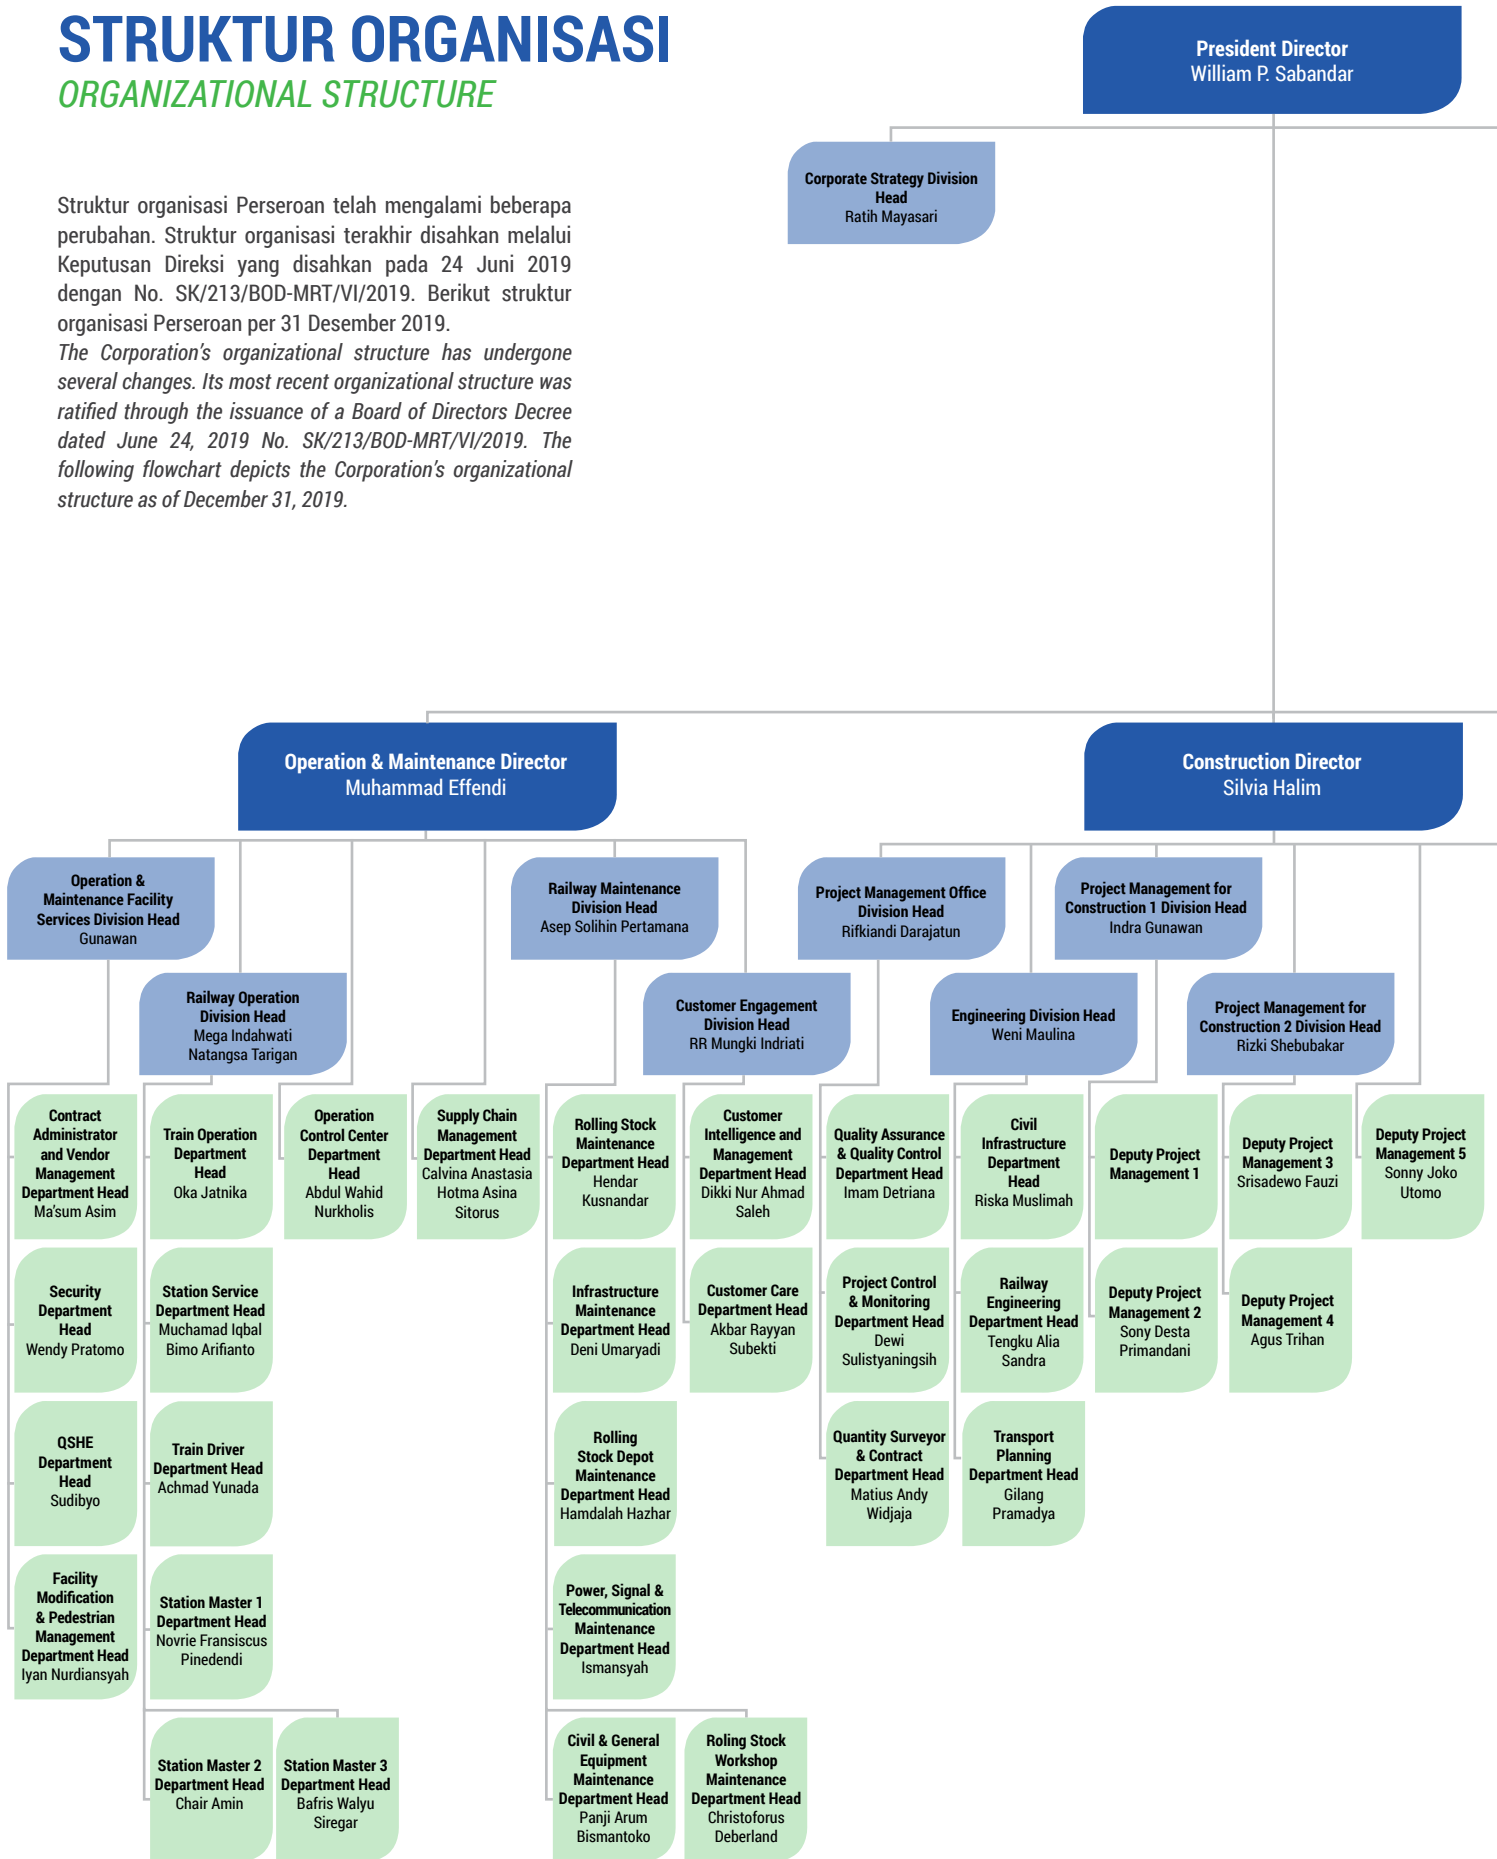 STRUKTUR ORGANISASI
ORGANIZATIONAL STRUCTURE
Struktur organisasi Perseroan telah mengalami beberapa
perubahan. Struktur organisasi terakhir disahkan melalui
Keputusan Direksi yang disahkan pada 24 Juni 2019
dengan No. SK/213/BOD-MRT/VI/2019. Berikut struktur
organisasi Perseroan per 31 Desember 2019.
The Corporation's organizational structure has undergone
several changes. Its most recent organizational structure was
ratified through the issuance of a Board of Directors Decree
dated June 24, 2019 No. SK/213/BOD-MRT/VI/2019. The
following flowchart depicts the Corporation's organizational
structure as of December 31, 2019.
President Director
William P. Sabandar
Corporate Strategy Division
Head
Ratih Mayasari
Operation & Maintenance Director
Muhammad Effendi
Construction Director
Silvia Halim
Operation &
Maintenance Facility
Services Division Head
Gunawan
Railway Operation
Division Head
Mega Indahwati
Natangsa Tarigan
Railway Maintenance
Division Head
Asep Solihin Pertamana
Customer Engagement
Division Head
RR Mungki Indriati
Project Management Office
Division Head
Rifkiandi Darajatun
Engineering Division Head
Weni Maulina
Project Management for
Construction 1 Division Head
Indra Gunawan
Project Management for
Construction 2 Division Head
Rizki Shebubakar
Contract
Administrator
and Vendor
Management
Department Head
Ma'sum Asim
Train Operation
Department
Head
Oka Jatnika
Operation
Control Center
Department
Head
Abdul Wahid
Nurkholis
Supply Chain
Management
Department Head
Calvina Anastasia
Hotma Asina
Sitorus
Rolling Stock
Maintenance
Department Head
Hendar
Kusnandar
Customer
Intelligence and
Management
Department Head
Dikki Nur Ahmad
Saleh
Quality Assurance
& Quality Control
Department Head
Imam Detriana
Civil
Infrastructure
Department
Head
Riska Muslimah
Deputy Project
Management 1
Deputy Project
Management 3
Srisadewo Fauzi
Deputy Project
Management 5
Sonny Joko
Utomo
Security
Department
Head
Wendy Pratomo
Station Service
Department Head
Muchamad Iqbal
Bimo Arifianto
Infrastructure
Maintenance
Department Head
Deni Umaryadi
Customer Care
Department Head
Akbar Rayyan
Subekti
Project Control
& Monitoring
Department Head
Dewi
Sulistyaningsih
Railway
Engineering
Department Head
Tengku Alia
Sandra
Deputy Project
Management 2
Sony Desta
Primandani
Deputy Project
Management 4
Agus Trihan
QSHE
Department
Head
Sudibyo
Train Driver
Department Head
Achmad Yunada
Rolling
Stock Depot
Maintenance
Department Head
Hamdalah Hazhar
Quantity Surveyor
& Contract
Department Head
Matius Andy
Widjaja
Transport
Planning
Department Head
Gilang
Pramadya
Facility
Modification
& Pedestrian
Management
Department Head
Iyan Nurdiansyah
Station Master 1
Department Head
Novrie Fransiscus
Pinedendi
Power, Signal &
Telecommunication
Maintenance
Department Head
Ismansyah
Station Master 2
Department Head
Chair Amin
Station Master 3
Department Head
Bafris Walyu
Siregar
Civil & General
Equipment
Maintenance
Department Head
Panji Arum
Bismantoko
Roling Stock
Workshop
Maintenance
Department Head
Christoforus
Deberland